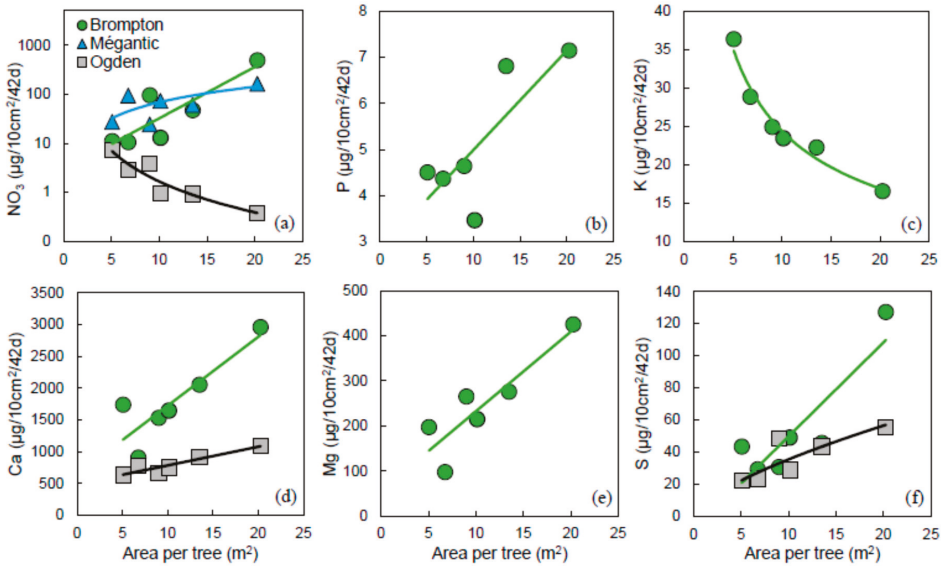 Brompton
Mégantic
Ogden
NO3 (µg/10cm2/42d)
1000
100
10
1
0
0 5 10 15 20 25
(a)
P (µg/10cm2/42d)
8
7
6
5
4
3
0 5 10 15 20 25
(b)
K (µg/10cm2/42d)
40
35
30
25
20
15
10
0 5 10 15 20 25
(c)
Ca (µg/10cm2/42d)
3500
3000
2500
2000
1500
1000
500
0
0 5 10 15 20 25
Area per tree (m2)
(d)
Mg (µg/10cm2/42d)
500
400
300
200
100
0
0 5 10 15 20 25
Area per tree (m2)
(e)
S (µg/10cm2/42d)
140
120
100
80
60
40
20
0
0 5 10 15 20 25
Area per tree (m2)
(f)